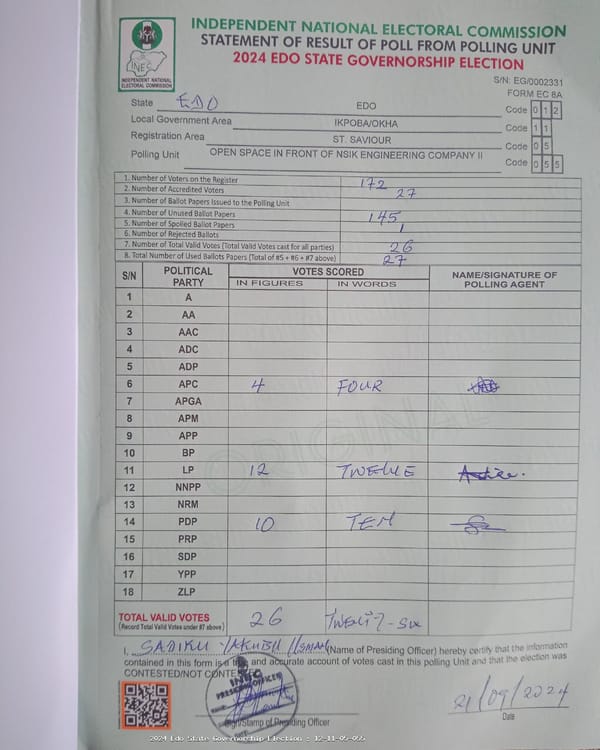 INDEPENDENT NATIONAL ELECTORAL COMMISSION
STATEMENT OF RESULT OF POLL FROM POLLING UNIT
2024 EDO STATE GOVERNORSHIP ELECTION
INEC
INDEPENDENT NATIONAL
ELECTORAL COMMISSION
S/N: EG/0002331
FORM EC 8A
State EDO EDO Code 0 1 2
Local Government Area IKPOBA/OKHA Code 1 1
Registration Area ST. SAVIOUR Code 0 5
Polling Unit OPEN SPACE IN FRONT OF NSIK ENGINEERING COMPANY II Code 0 5 5
1. Number of Voters on the Register 172
2. Number of Accredited Voters 27
3. Number of Ballot Papers Issued to the Polling Unit
4. Number of Unused Ballot Papers 145
5. Number of Spoiled Ballot Papers
6. Number of Rejected Ballots 1
7. Number of Total Valid Votes (Total Valid Votes cast for all parties) 26
8. Total Number of Used Ballots Papers (Total of #5 + #6 + #7 above) 27
S/N POLITICAL PARTY VOTES SCORED NAME/SIGNATURE OF POLLING AGENT
IN FIGURES IN WORDS
1 A
2 AA
3 AAC
4 ADC
5 ADP
6 APC 4 FOUR
7 APGA
8 APM
9 APP
10 BP
11 LP 12 TWELLE
12 NNPP
13 NRM
14 PDP 10 TEN
15 PRP
16 SDP
17 YPP
18 ZLP
ORIGINAL
TOTAL VALID VOTES 26 TWENTY-SIX
(Record Total Valid Votes under #7 above)
I, SADIKU YAKUBU (Name of Presiding Officer) hereby certify that the information
contained in this form is a true and accurate account of votes cast in this polling Unit and that the election was
CONTESTED/NOT CONTE
INEC
PRESIDING OFFICER
Sign/Stamp of Presiding Officer
21/09/2024
Date
2024 Edo State Governorship Election : 12-11-05-055